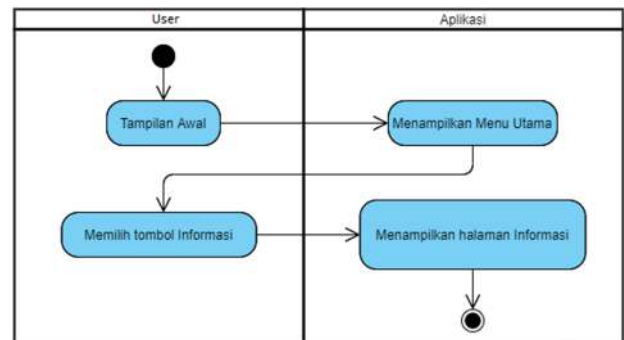 User
Aplikasi
Tampilan Awal
Menampilkan Menu Utama
Memilih tombol Informasi
Menampilkan halaman Informasi